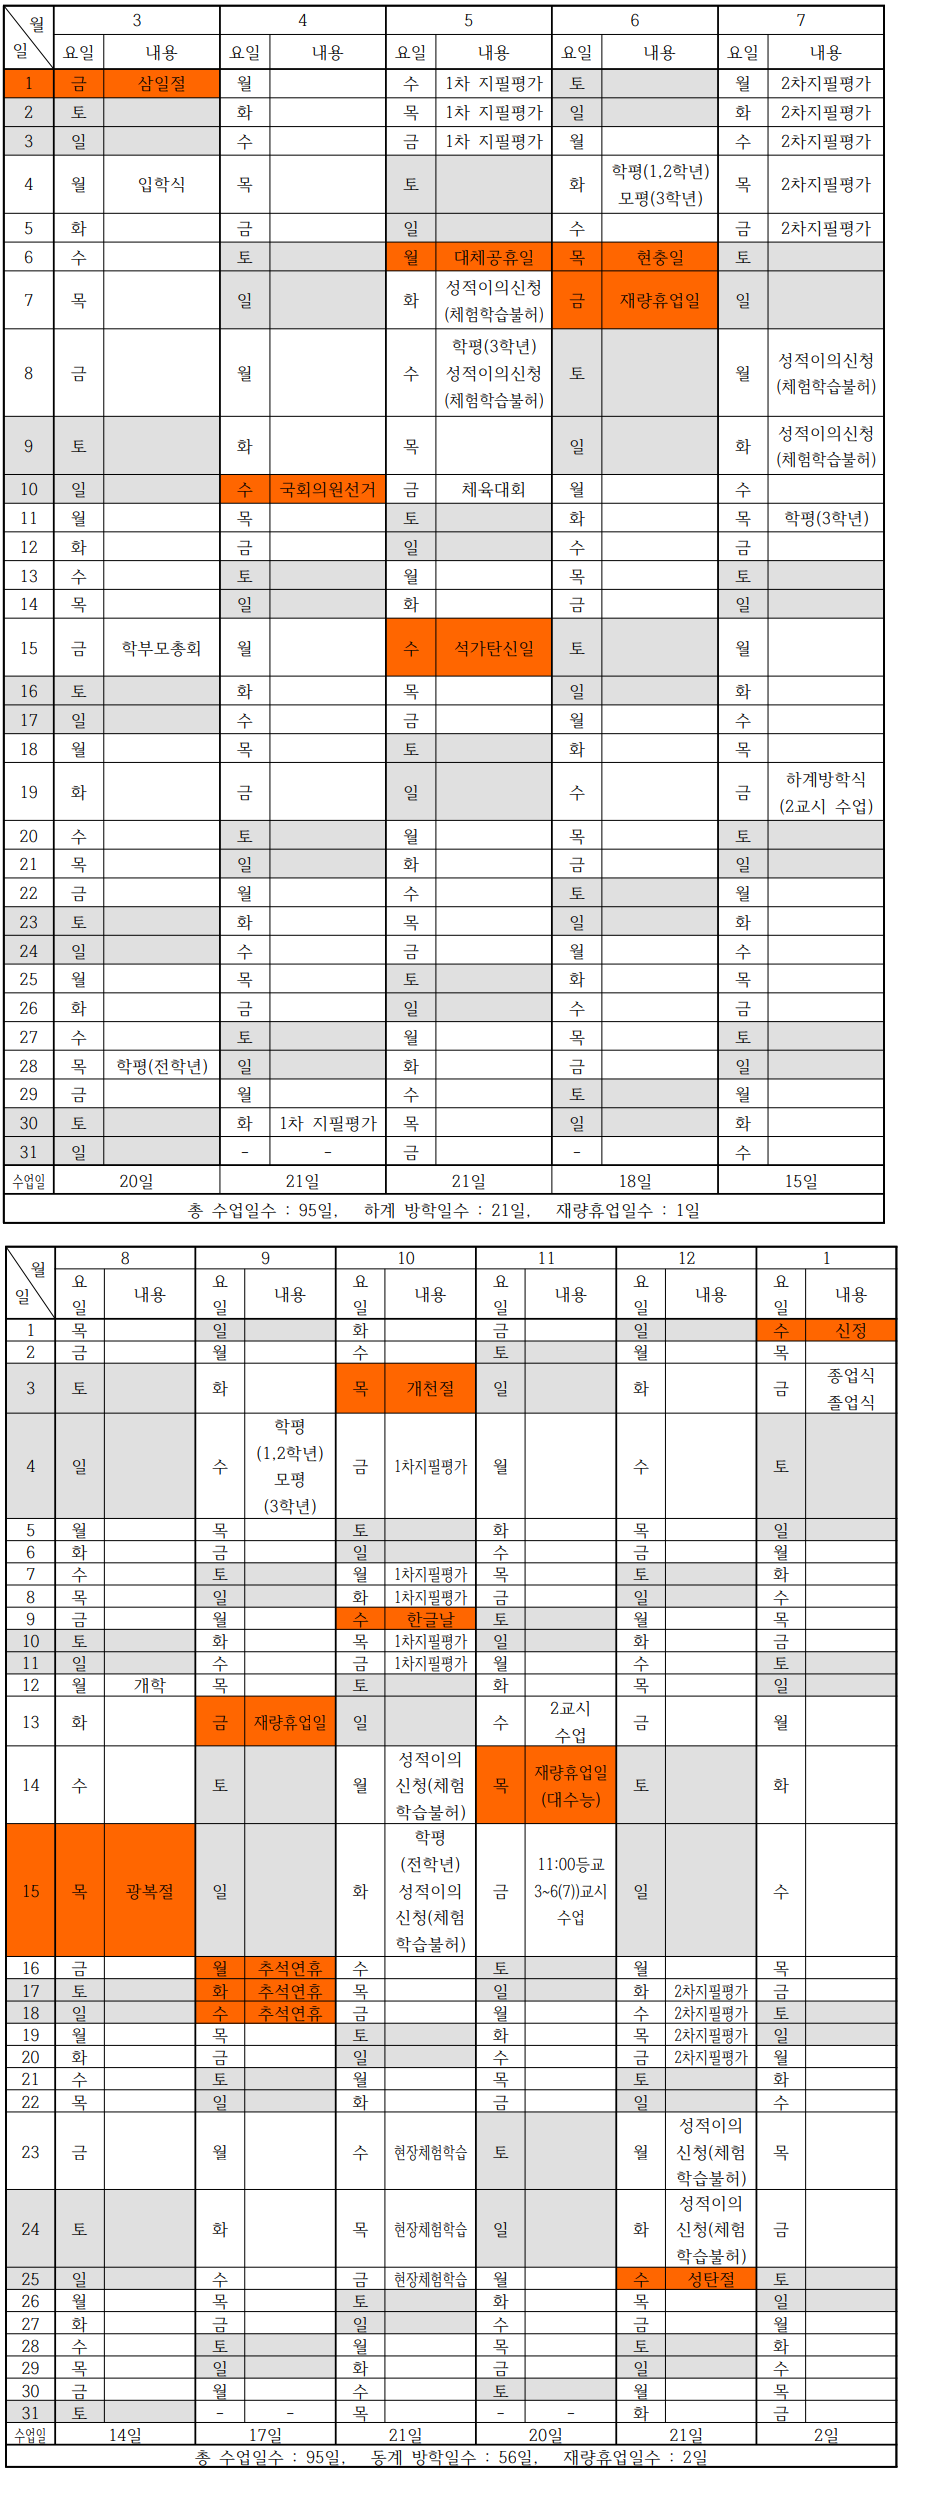 월 3 4 5 6 7
일 요일 내용 요일 내용 요일 내용 요일 내용 요일 내용
1 금 삼일절 월 수 1차 지필평가 토 월 2차지필평가
2 토 화 목 1차 지필평가 일 화 2차지필평가
3 일 수 금 1차 지필평가 월 수 2차지필평가
4 월 입학식 목 토 화 학평(1,2학년) 목 2차지필평가
모평(3학년)
5 화 금 일 수 금 2차지필평가
6 수 토 월 대체공휴일 목 현충일 토
7 목 일 화 성적이의신청 금 재량휴업일 일
(체험학습불허)
8 금 월 수 학평(3학년) 토 월 성적이의신청
성적이의신청 (체험학습불허)
(체험학습불허)
9 토 화 목 일 화 성적이의신청
(체험학습불허)
10 일 수 국회의원선거 금 체육대회 월 수
11 월 목 토 화 목 학평(3학년)
12 화 금 일 수 금
13 수 토 월 목 토
14 목 일 화 금 일
15 금 학부모총회 월 수 석가탄신일 토 월
16 토 화 목 일 화
17 일 수 금 월 수
18 월 목 토 화 목
19 화 금 일 수 금 하계방학식
(2교시 수업)
20 수 토 월 목 토
21 목 일 화 금 일
22 금 월 수 토 월
23 토 화 목 일 화
24 일 수 금 월 수
25 월 목 토 화 목
26 화 금 일 수 금
27 수 토 월 목 토
28 목 학평(전학년) 일 화 금 일
29 금 월 수 토 월
30 토 화 1차 지필평가 목 일 화
31 일 - - 금 - 수
수업일 20일 21일 21일 18일 15일
총 수업일수 : 95일, 하계 방학일수 : 21일, 재량휴업일수 : 1일
월 8 9 10 11 12 1
일 요일 내용 요일 내용 요일 내용 요일 내용 요일 내용 요일 내용
1 목 일 화 금 일 수 신정
2 금 월 수 토 월 목
3 토 화 목 개천절 일 화 금 종업식
졸업식
4 일 수 학평 금 1차지필평가 월 수 토
(1,2학년)
모평
(3학년)
5 월 목 토 화 목 일
6 화 금 일 수 금 월
7 수 토 월 1차지필평가 목 토 화
8 목 일 화 1차지필평가 금 일 수
9 금 월 수 한글날 토 월 목
10 토 화 목 1차지필평가 일 화 금
11 일 수 금 1차지필평가 월 수 토
12 월 개학 목 토 화 목 일
13 화 금 재량휴업일 일 수 2교시 금 월
수업
14 수 토 월 성적이의 목 재량휴업일 토 화
신청(체험 (대수능)
학습불허)
15 목 광복절 일 화 학평 금 11:00등교 일 수
(전학년) 3~6(7))교시
성적이의 수업
신청(체험
학습불허)
16 금 월 추석연휴 수 토 월 목
17 토 화 추석연휴 목 일 화 2차지필평가 금
18 일 수 추석연휴 금 월 수 2차지필평가 토
19 월 목 토 화 목 2차지필평가 일
20 화 금 일 수 금 2차지필평가 월
21 수 토 월 목 토 화
22 목 일 화 금 일 수
23 금 월 수 현장체험학습 토 월 성적이의 목
신청(체험
학습불허)
24 토 화 목 현장체험학습 일 화 성적이의 금
신청(체험
학습불허)
25 일 수 금 현장체험학습 월 수 성탄절 토
26 월 목 토 화 목 일
27 화 금 일 수 금 월
28 수 토 월 목 토 화
29 목 일 화 금 일 수
30 금 월 수 토 월 목
31 토 - - 목 - - 화 금
수업일 14일 17일 21일 20일 21일 2일
총 수업일수 : 95일, 동계 방학일수 : 56일, 재량휴업일수 : 2일